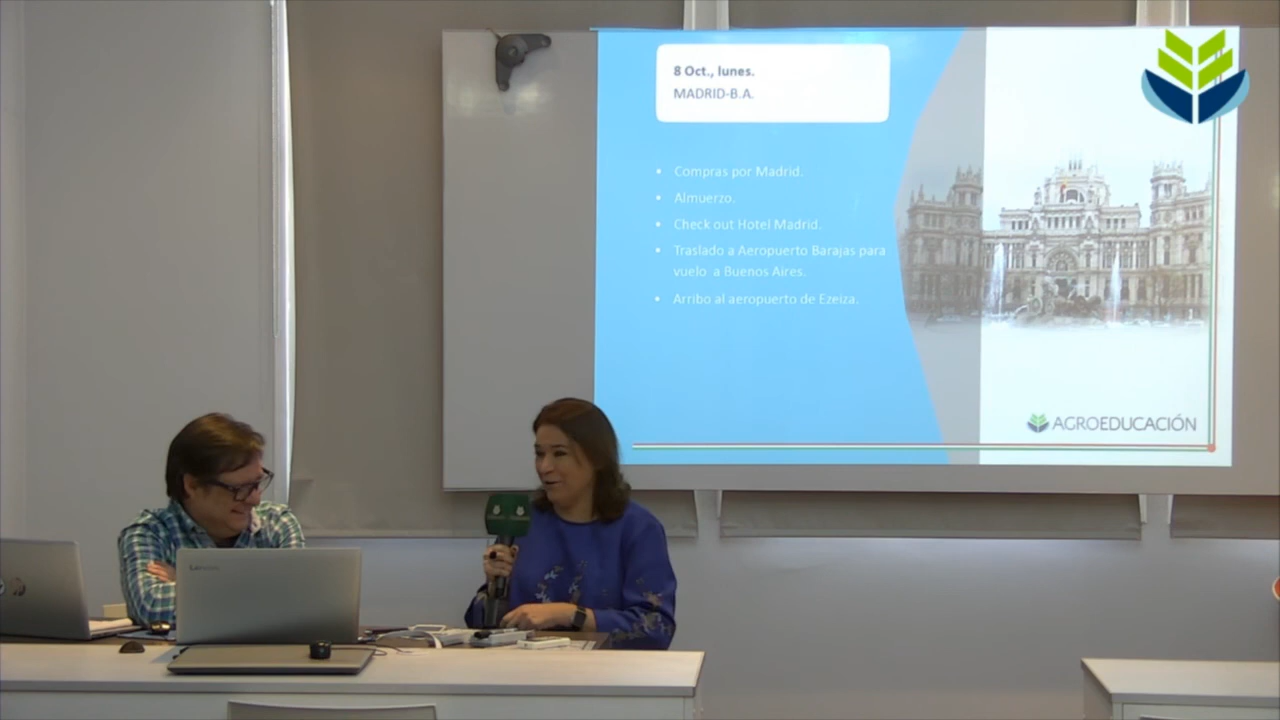 8 Oct., lunes.
MADRID-B.A.
Compras por Madrid.
Almuerzo.
Check out Hotel Madrid.
Traslado a Aeropuerto Barajas para
vuelo a Buenos Aires.
Arribo al aeropuerto de Ezeiza.
AGROEDUCACIÓN
Lenovo